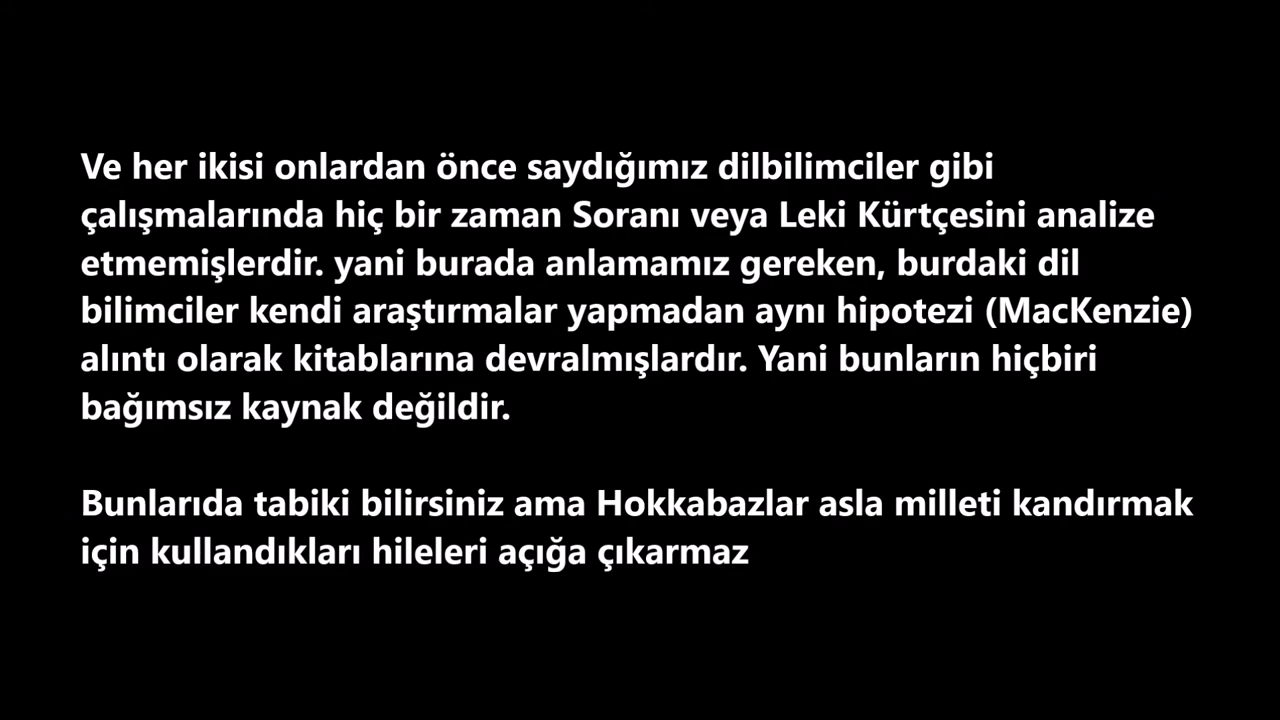 Ve her ikisi onlardan önce saydığımız dilbilimciler gibi
çalışmalarında hiç bir zaman Soranı veya Leki Kürtçesini analize
etmemişlerdir. yani burada anlamamız gereken, burdaki dil
bilimciler kendi araştırmalar yapmadan aynı hipotezi (MacKenzie)
alıntı olarak kitablarına devralmışlardır. Yani bunların hiçbiri
bağımsız kaynak değildir.
Bunlarıda tabiki bilirsiniz ama Hokkabazlar asla milleti kandırmak
için kullandıkları hileleri açığa çıkarmaz